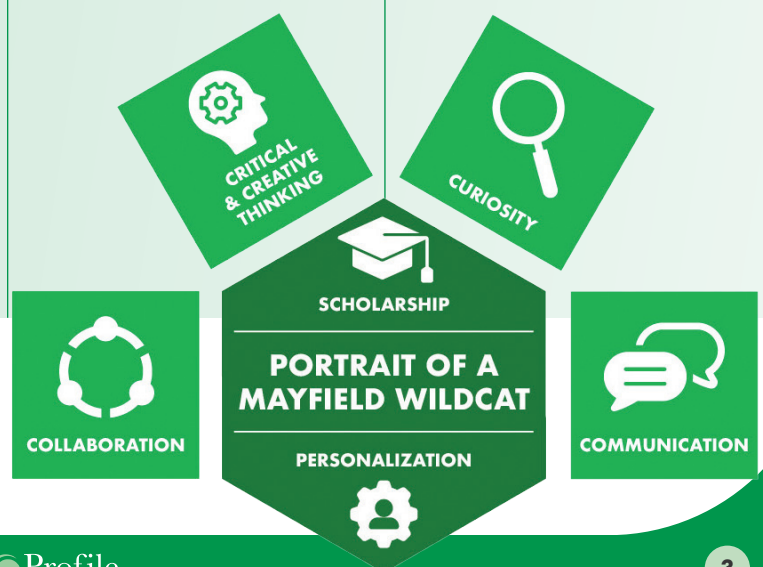 CRITICAL
& CREATIVE
THINKING
CURIOSITY
SCHOLARSHIP
PORTRAIT OF A
MAYFIELD WILDCAT
PERSONALIZATION
COLLABORATION
COMMUNICATION
Profile